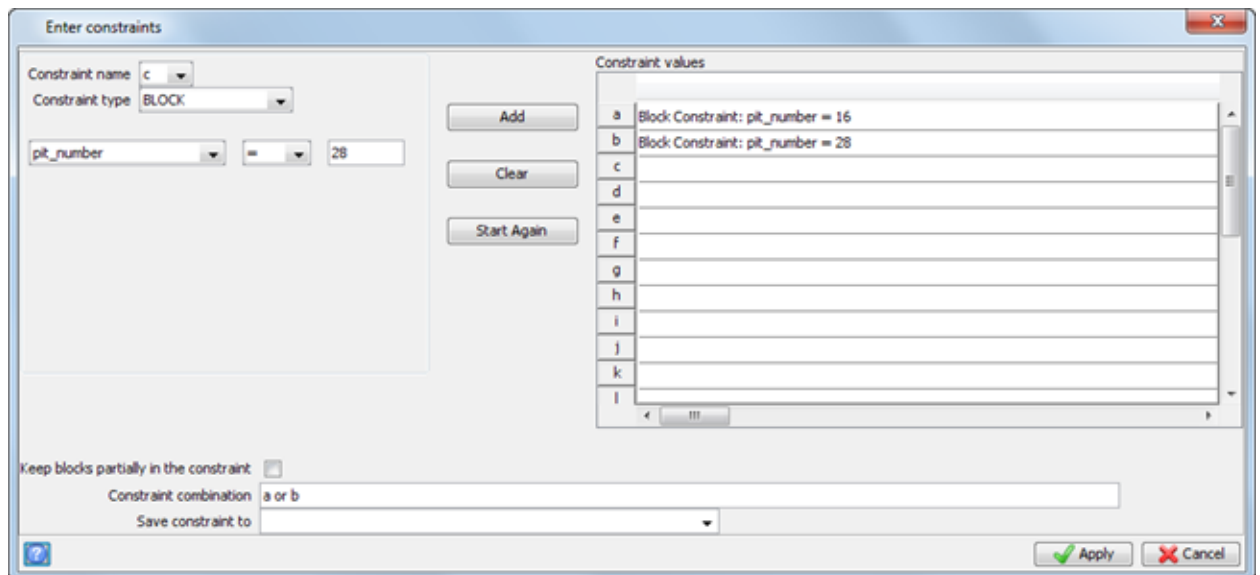 Enter constraints
Constraint name c
Constraint type BLOCK
pit_number = 28
Add
Clear
Start Again
Constraint values
a Block Constraint: pit_number = 16
b Block Constraint: pit_number = 28
c
d
e
f
g
h
i
j
k
l
Keep blocks partially in the constraint
Constraint combination a or b
Save constraint to
Apply Cancel